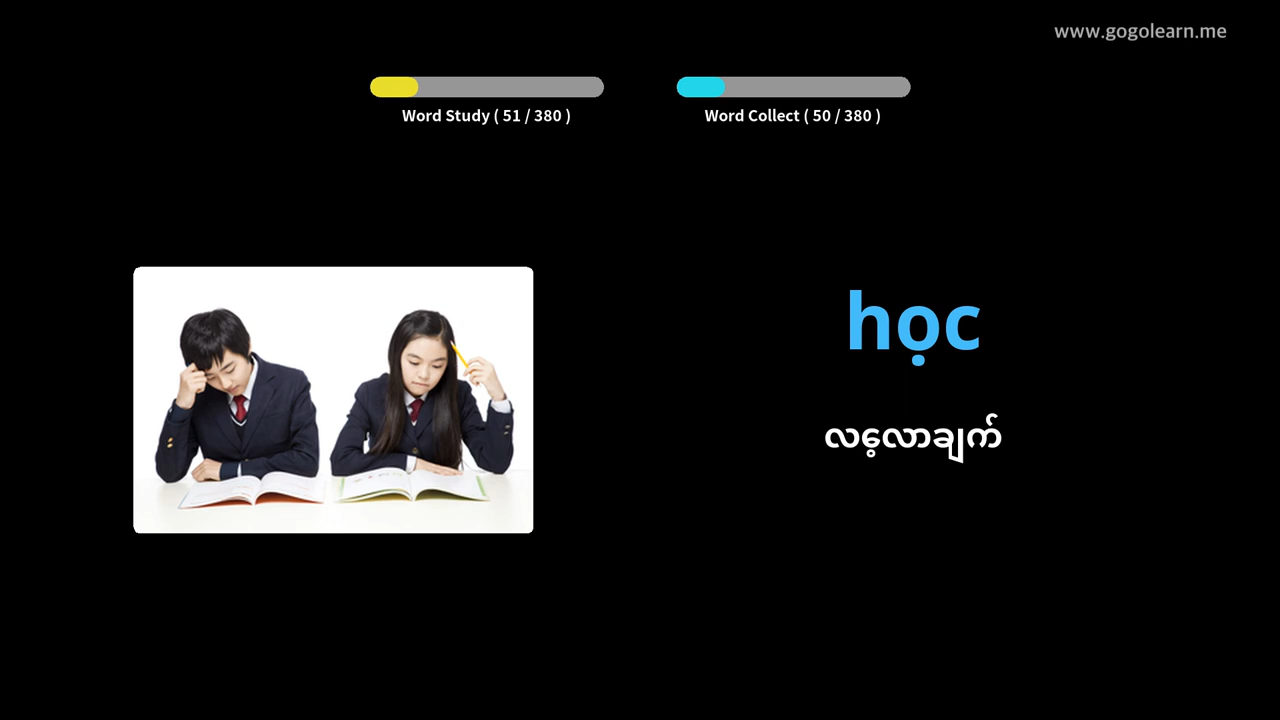 www.gogolearn.me
Word Study ( 51 / 380 )
Word Collect ( 50 / 380 )
học
လေ့လာချက်